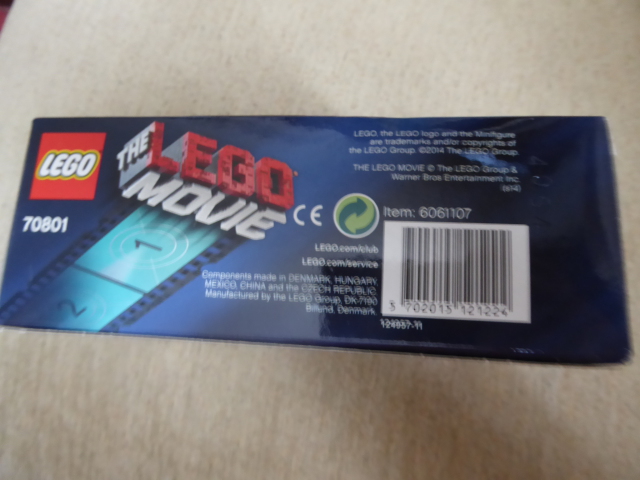 LEGO
70801
THE
LEGO
MOVIE
1
2
LEGO, the LEGO logo and the Minifigure
are trademarks and/or copyrights of
the LEGO Group. ©2014 The LEGO Group.
THE LEGO MOVIE © The LEGO Group &
Warner Bros Entertainment Inc.
(s14)
CE
Item: 6061107
LEGO.com/club
LEGO.com/service
Components made in DENMARK, HUNGARY,
MEXICO, CHINA and the CZECH REPUBLIC.
Manufactured by the LEGO Group, DK-7190
Billund, Denmark.
5 702015 121224
124937-11